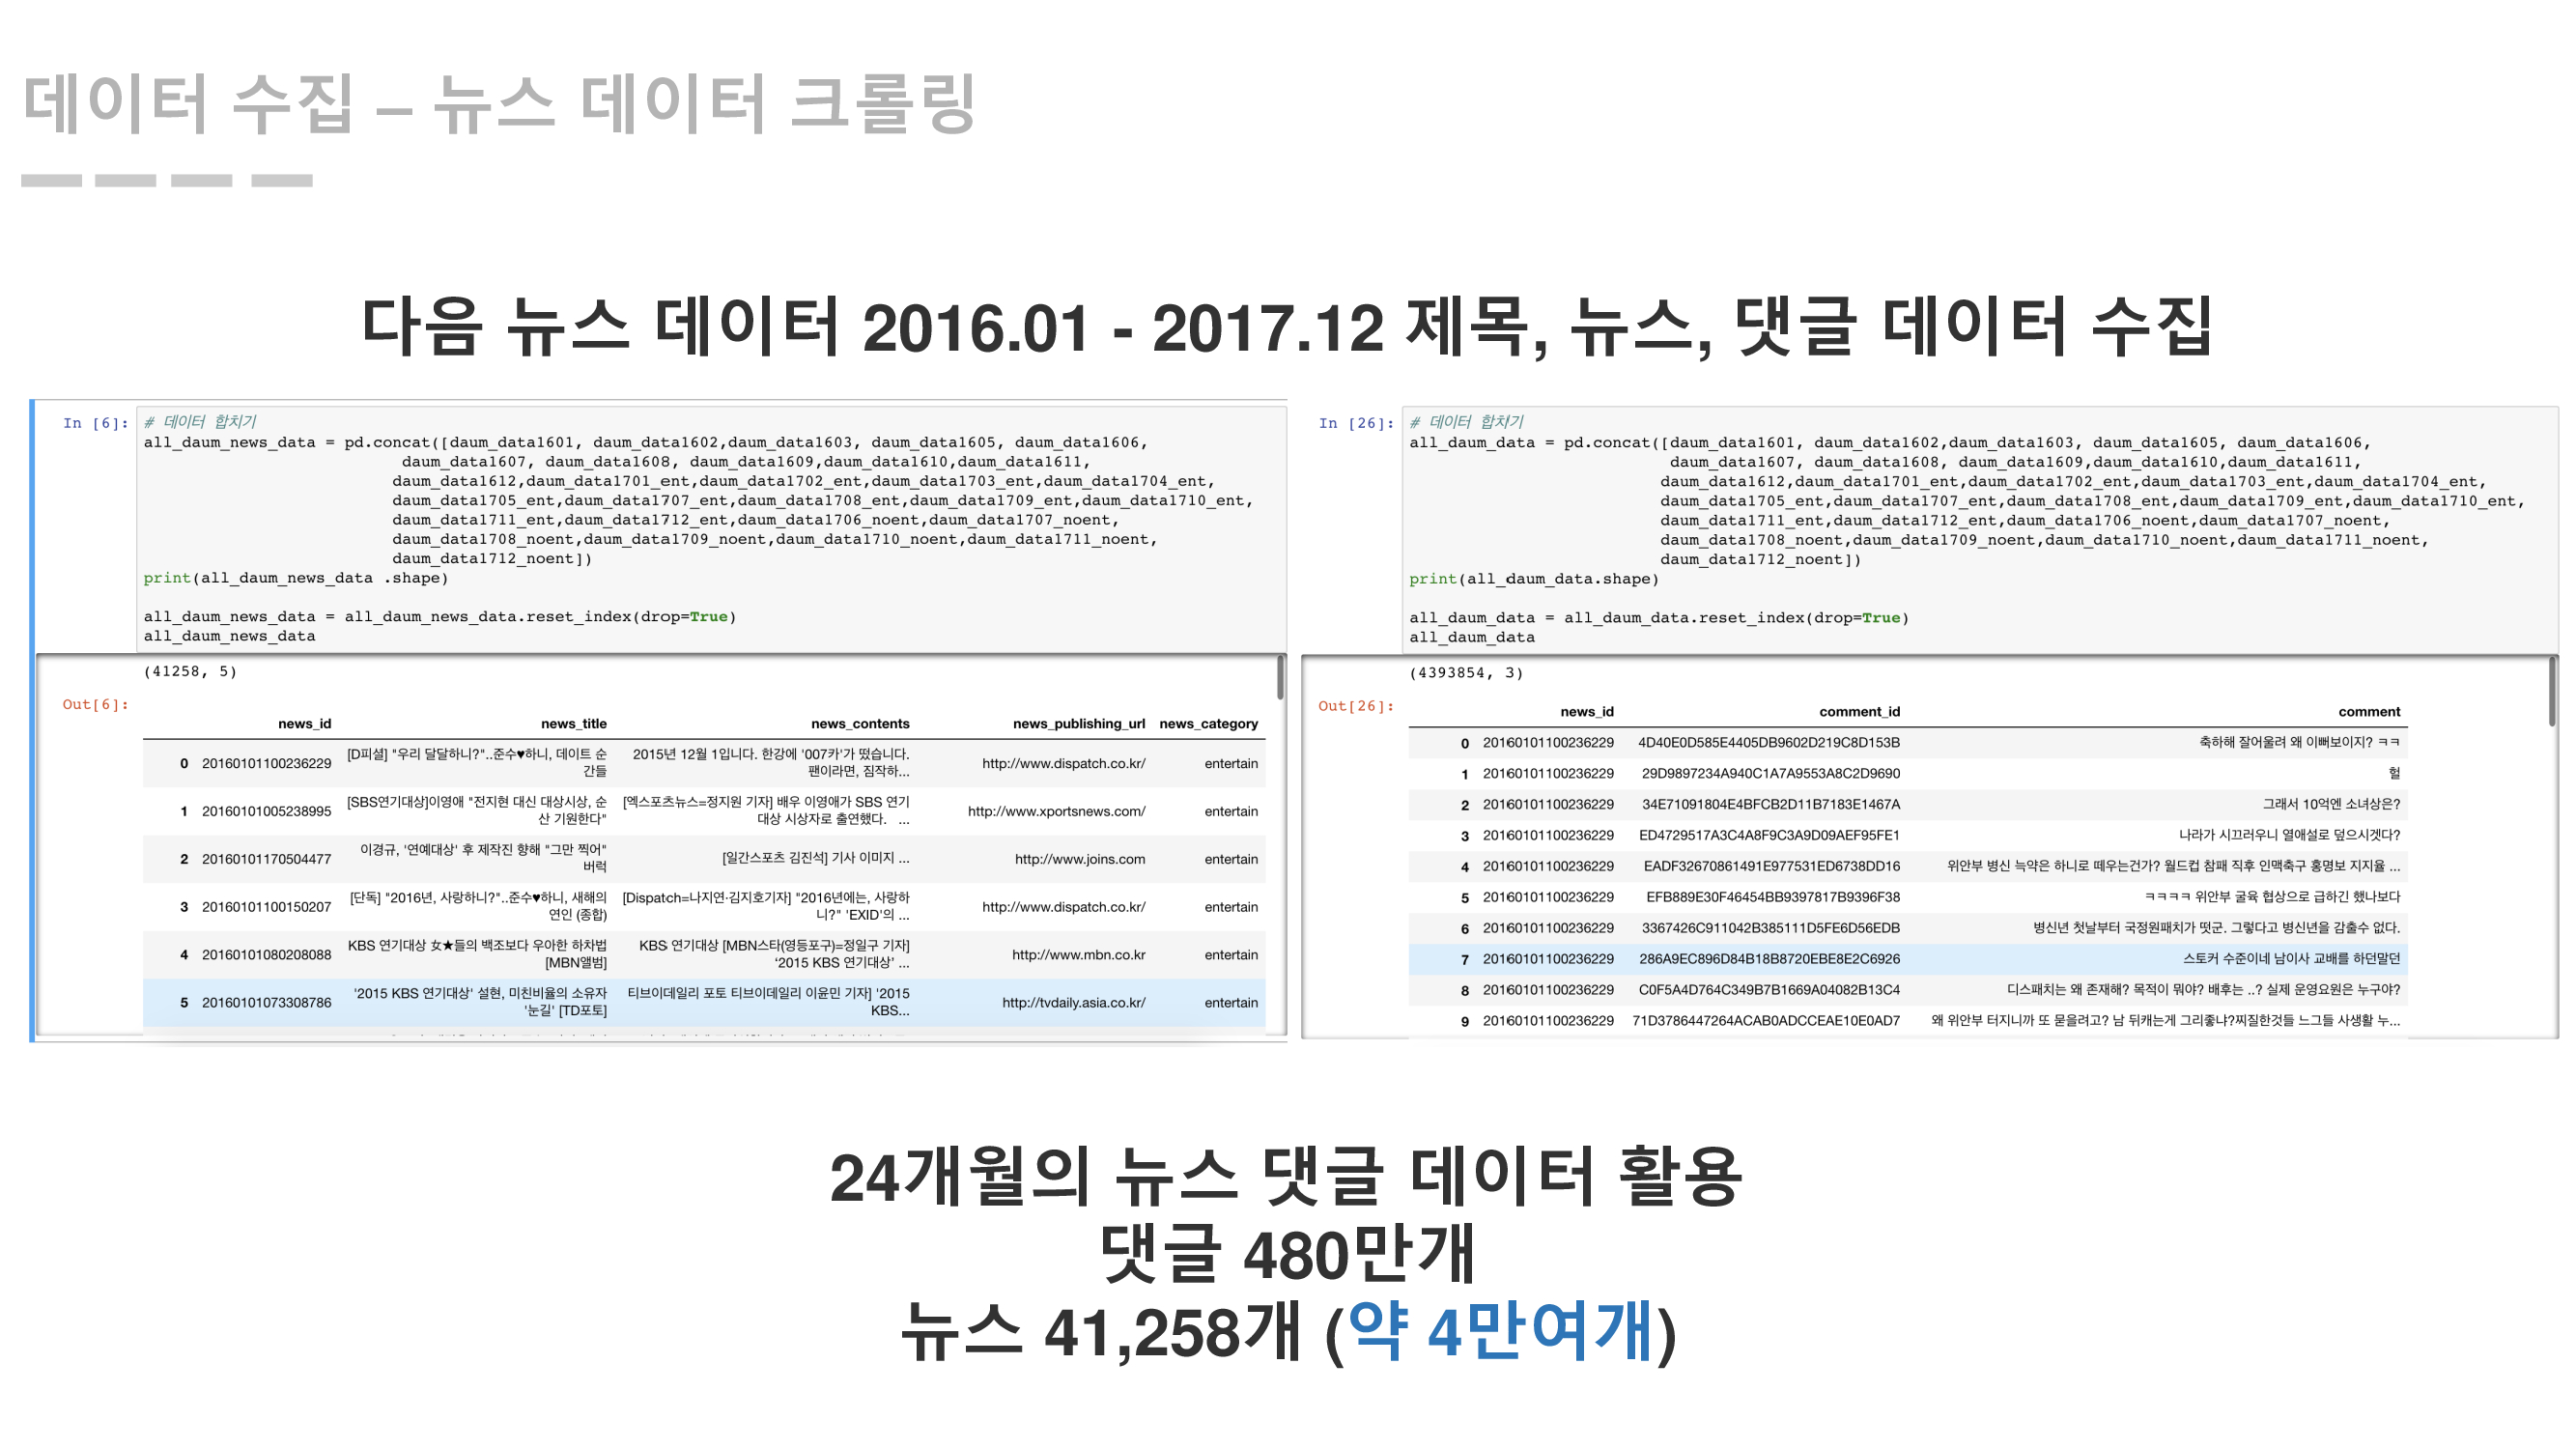 데이터 수집 – 뉴스 데이터 크롤링
다음 뉴스 데이터 2016.01 - 2017.12 제목, 뉴스, 댓글 데이터 수집
In [6]:
# 데이터 합치기
all_daum_news_data = pd.concat([daum_data1601, daum_data1602,daum_data1603, daum_data1605, daum_data1606,
daum_data1607, daum_data1608, daum_data1609,daum_data1610,daum_data1611,
daum_data1612,daum_data1701_ent,daum_data1702_ent,daum_data1703_ent,daum_data1704_ent,
daum_data1705_ent,daum_data1707_ent,daum_data1708_ent,daum_data1709_ent,daum_data1710_ent,
daum_data1711_ent,daum_data1712_ent,daum_data1706_noent,daum_data1707_noent,
daum_data1708_noent,daum_data1709_noent,daum_data1710_noent,daum_data1711_noent,
daum_data1712_noent])
print(all_daum_news_data .shape)
all_daum_news_data = all_daum_news_data.reset_index(drop=True)
all_daum_news_data
(41258, 5)
Out[6]:
news_id news_title news_contents news_publishing_url news_category
0 20160101100236229 [D피셜] "우리 달달하니?"..준수♥하니, 데이트 순간들 2015년 12월 1입니다. 한강에 '007카'가 떴습니다. 팬이라면, 짐작하... http://www.dispatch.co.kr/ entertain
1 20160101005238995 [SBS연기대상]이영애 "전지현 대신 대상시상, 순산 기원한다" [엑스포츠뉴스=정지원 기자] 배우 이영애가 SBS 연기대상 시상자로 출연했다. ... http://www.xportsnews.com/ entertain
2 20160101170504477 이경규, '연예대상' 후 제작진 향해 "그만 찍어" 버럭 [일간스포츠 김진석] 기사 이미지 ... http://www.joins.com entertain
3 20160101100150207 [단독] "2016년, 사랑하니?"..준수♥하니, 새해의 연인 (종합) [Dispatch=나지연·김지호기자] "2016년에는, 사랑하니?" 'EXID'의 ... http://www.dispatch.co.kr/ entertain
4 20160101080208088 KBS 연기대상 女★들의 백조보다 우아한 하차법 [MBN앨범] KBS 연기대상 [MBN스타(영등포구)=정일구 기자] ‘2015 KBS 연기대상’ ... http://www.mbn.co.kr entertain
5 20160101073308786 '2015 KBS 연기대상' 설현, 미친비율의 소유자 '눈길' [TD포토] 티브이데일리 포토 티브이데일리 이윤민 기자] '2015 KBS... http://tvdaily.asia.co.kr/ entertain
In [26]:
# 데이터 합치기
all_daum_data = pd.concat([daum_data1601, daum_data1602,daum_data1603, daum_data1605, daum_data1606,
daum_data1607, daum_data1608, daum_data1609,daum_data1610,daum_data1611,
daum_data1612,daum_data1701_ent,daum_data1702_ent,daum_data1703_ent,daum_data1704_ent,
daum_data1705_ent,daum_data1707_ent,daum_data1708_ent,daum_data1709_ent,daum_data1710_ent,
daum_data1711_ent,daum_data1712_ent,daum_data1706_noent,daum_data1707_noent,
daum_data1708_noent,daum_data1709_noent,daum_data1710_noent,daum_data1711_noent,
daum_data1712_noent])
print(all_daum_data.shape)
all_daum_data = all_daum_data.reset_index(drop=True)
all_daum_data
(4393854, 3)
Out[26]:
news_id comment_id comment
0 20160101100236229 4D40E0D585E4405DB9602D219C8D153B 축하해 잘어울려 왜 이뻐보이지? ㅋㅋ
1 20160101100236229 29D9897234A940C1A7A9553A8C2D9690 헐
2 20160101100236229 34E71091804E4BFCB2D11B7183E1467A 그래서 10억엔 소녀상은?
3 20160101100236229 ED4729517A3C4A8F9C3A9D09AEF95FE1 나라가 시끄러우니 열애설로 덮으시겟다?
4 20160101100236229 EADF32670861491E977531ED6738DD16 위안부 병신 늑약은 하니로 떼우는건가? 월드컵 참패 직후 인맥축구 홍명보 지지율 ...
5 20160101100236229 EFB889E30F46454BB9397817B9396F38 ㅋㅋㅋㅋ 위안부 굴육 협상으로 급하긴 했나보다
6 20160101100236229 3367426C911042B385111D5FE6D56EDB 병신년 첫날부터 국정원패치가 떳군. 그렇다고 병신년을 감출수 없다.
7 20160101100236229 286A9EC896D84B18B8720EBE8E2C6926 스토커 수준이네 남이사 교배를 하던말던
8 20160101100236229 C0F5A4D764C349B7B1669A04082B13C4 디스패치는 왜 존재해? 목적이 뭐야? 배후는 ..? 실제 운영요원은 누구야?
9 20160101100236229 71D3786447264ACAB0ADCCEAE10E0AD7 왜 위안부 터지니까 또 묻을려고? 남 뒤캐는게 그리좋냐?찌질한것들 느그들 사생활 누...
24개월의 뉴스 댓글 데이터 활용
댓글 480만개
뉴스 41,258개 (약 4만여개)